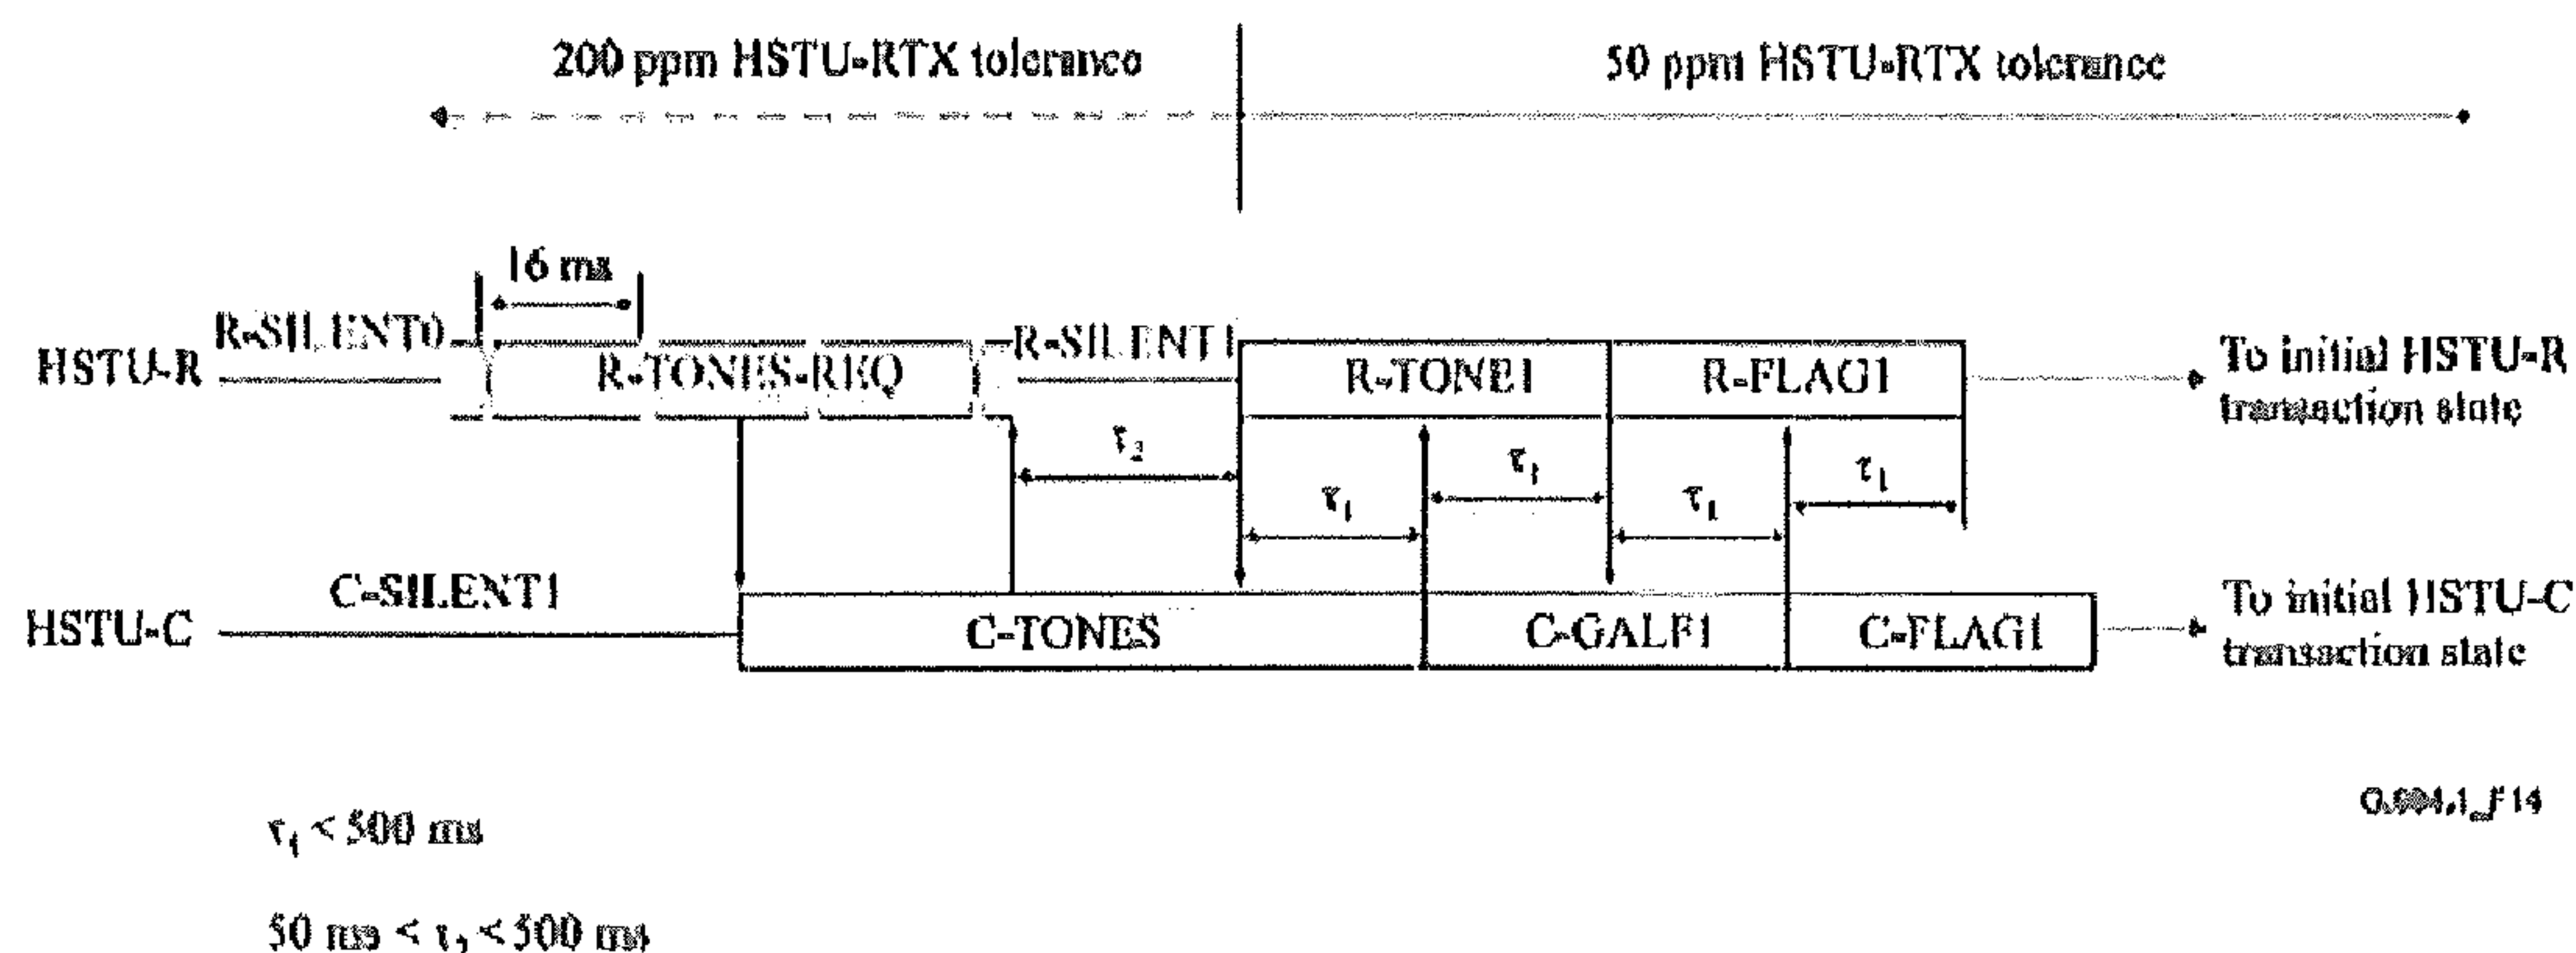 200 ppm HSTU-RTX tolerance
50 ppm HSTU-RTX tolerance
16 ms
R-SILENT0
R-SILENT1
HSTU-R
R-TONES-REQ
R-TONE1
R-FLAG1
To initial HSTU-R
transaction state
τ₂
τ₁
τ₁
τ₁
τ₁
C-SILENT1
HSTU-C
C-TONES
C-GALF1
C-FLAG1
To initial HSTU-C
transaction state
τ₁ < 500 ms
50 ms < τ₂ < 500 ms